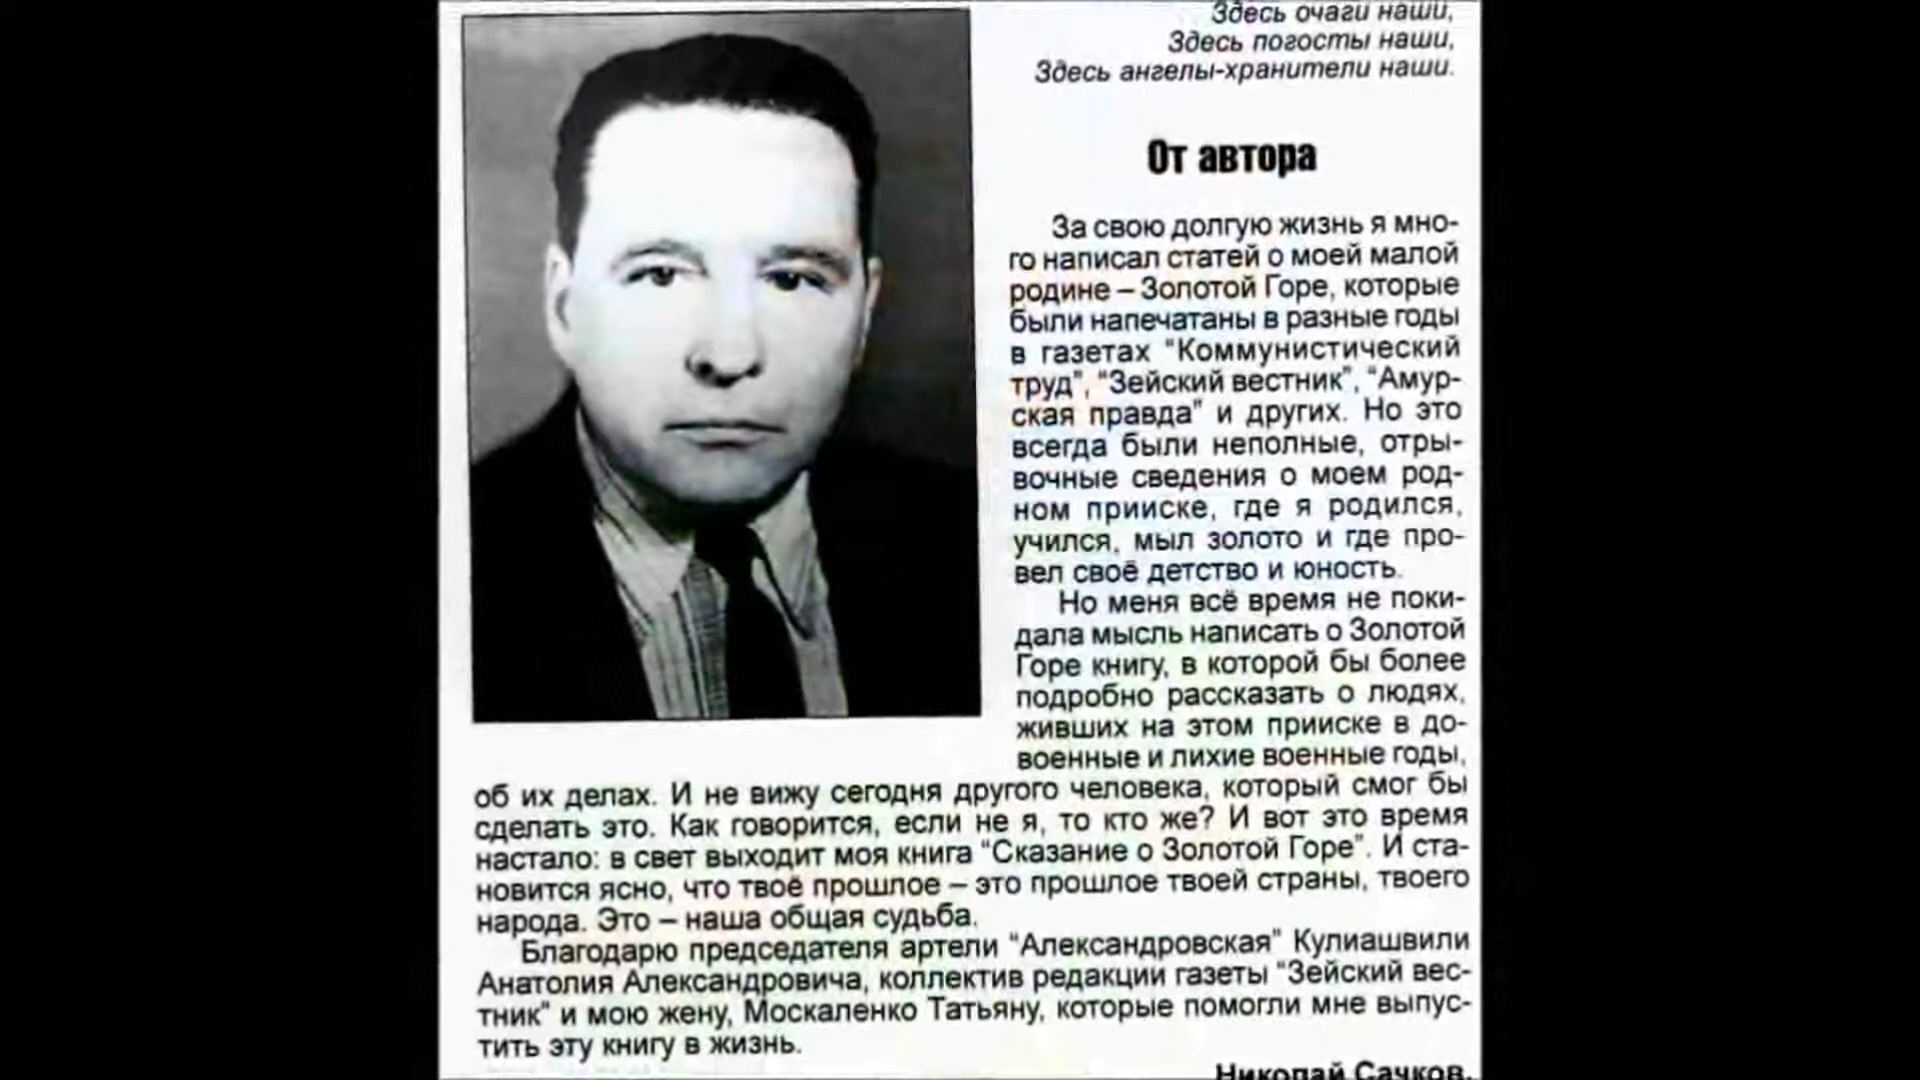 Здесь очаги наши,
Здесь погосты наши,
Здесь ангелы-хранители наши.
От автора
За свою долгую жизнь я мно-
го написал статей о моей малой
родине – Золотой Горе, которые
были напечатаны в разные годы
в газетах “Коммунистический
труд”, “Зейский вестник”, “Амур-
ская правда” и других. Но это
всегда были неполные, отры-
вочные сведения о моем род-
ном прииске, где я родился,
учился, мыл золото и где про-
вел своё детство и юность.
Но меня всё время не поки-
дала мысль написать о Золотой
Горе книгу, в которой бы более
подробно рассказать о людях,
живших на этом прииске в до-
военные и лихие военные годы,
об их делах. И не вижу сегодня другого человека, который смог бы
сделать это. Как говорится, если не я, то кто же? И вот это время
настало: в свет выходит моя книга “Сказание о Золотой Горе”. И ста-
новится ясно, что твоё прошлое – это прошлое твоей страны, твоего
народа. Это – наша общая судьба.
Благодарю председателя артели “Александровская” Кулиашвили
Анатолия Александровича, коллектив редакции газеты “Зейский вес-
тник” и мою жену, Москаленко Татьяну, которые помогли мне выпус-
тить эту книгу в жизнь.
Николай Сачков.